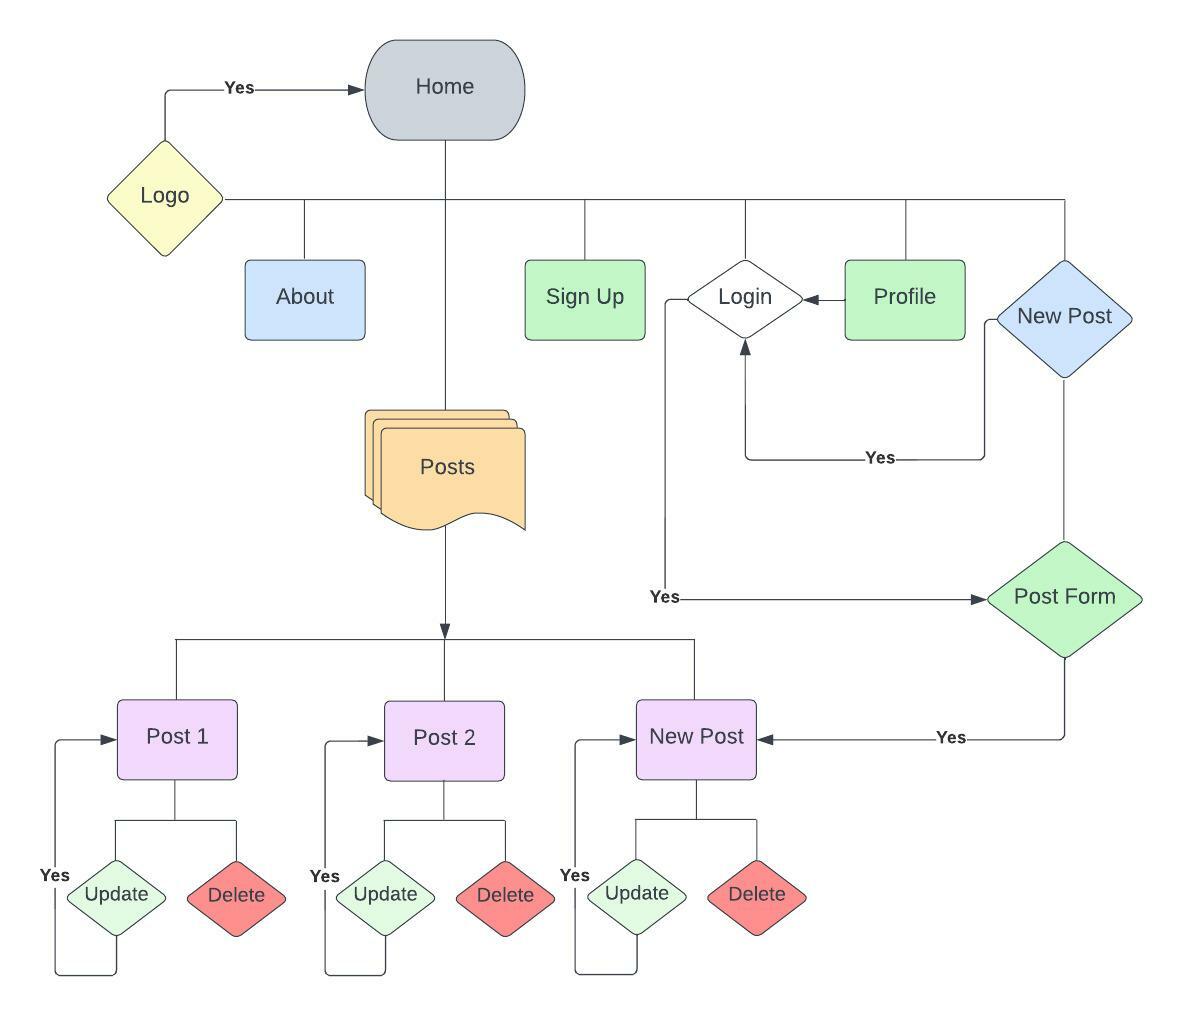 Yes
Home
Logo
About
Sign Up
Login
Profile
New Post
Yes
Posts
Yes
Post Form
Post 1
Post 2
New Post
Yes
Yes
Update
Delete
Yes
Update
Delete
Yes
Update
Delete